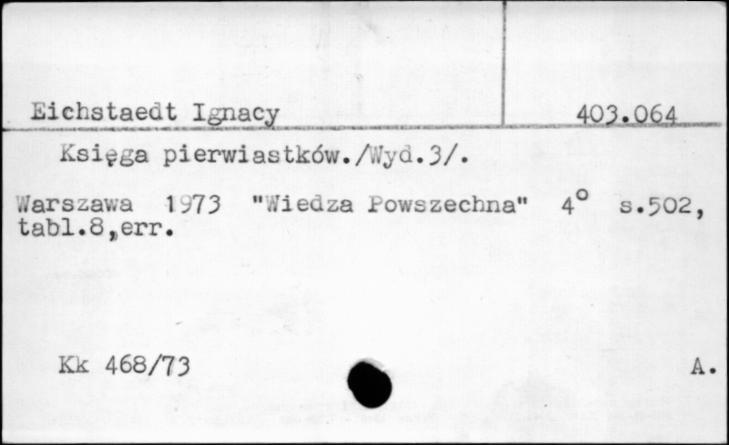 Eichstaedt Ignacy 403.064
Księga pierwiastków./Wyd.3/.
Warszawa 1973 "Wiedza Powszechna" 4° s.502,
tabl.8,err.
Kk 468/73 A.